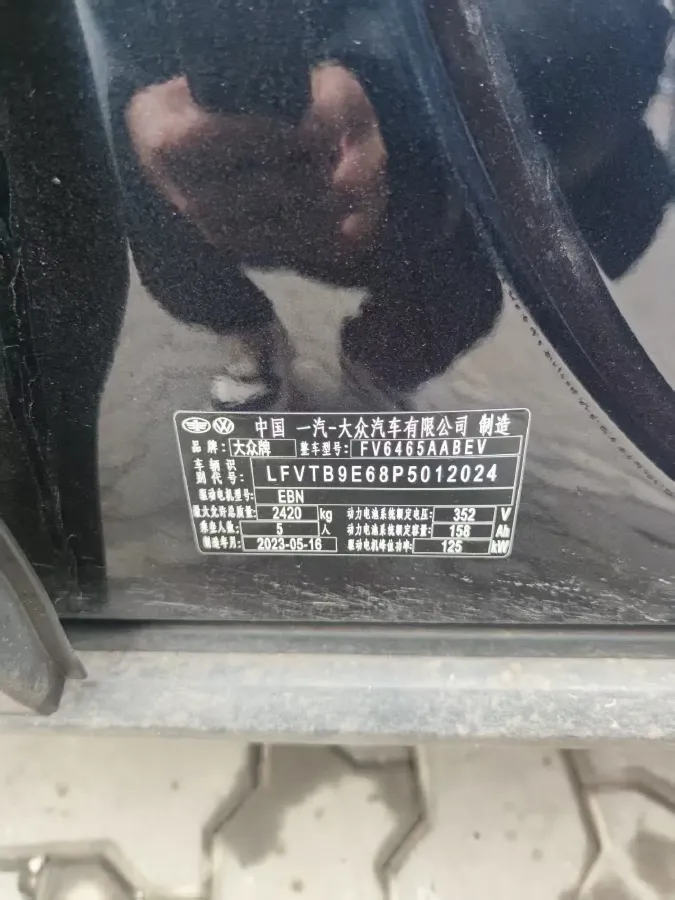 中国 一汽-大众汽车有限公司 制造
品牌: 大众牌 整车型号: FV6465AABEV
车辆识别代号: LFVTB9E68P5012024
驱动电机型号: EBN
最大允许总质量: 2420 kg 动力电池系统额定电压: 352 V
乘坐人数: 5 人 动力电池系统额定容量: 158 Ah
制造年月: 2023-05-16 驱动电机峰值功率: 125 kW